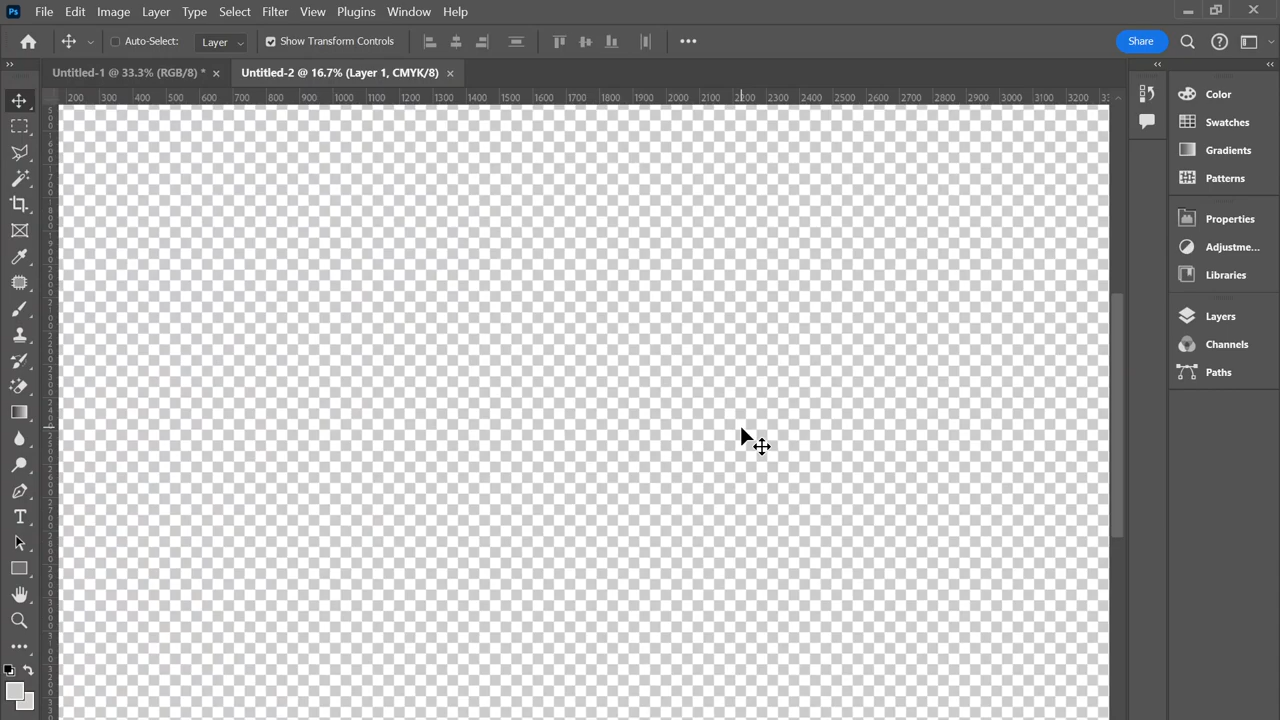 Ps File Edit Image Layer Type Select Filter View Plugins Window Help
Auto-Select: Layer Show Transform Controls Share
Untitled-1 @ 33.3% (RGB/8) * Untitled-2 @ 16.7% (Layer 1, CMYK/8)
200 300 400 500 600 700 800 900 1000 1100 1200 1300 1400 1500 1600 1700 1800 1900 2000 2100 2200 2300 2400 2500 2600 2700 2800 2900 3000 3100 3200
Color
Swatches
Gradients
Patterns
Properties
Adjustme...
Libraries
Layers
Channels
Paths